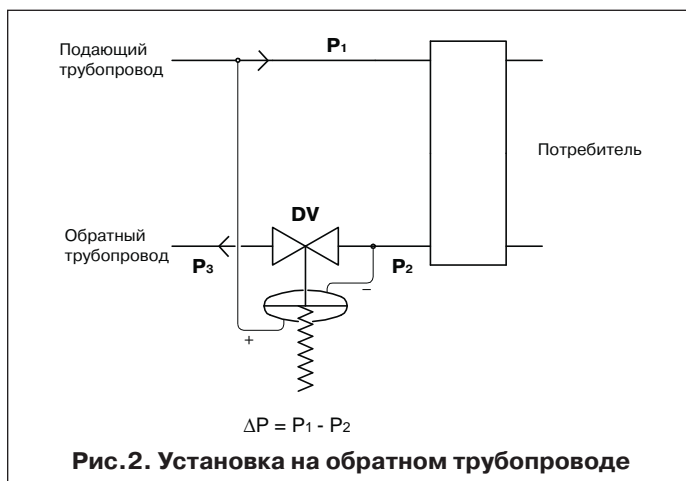 Подающий
трубопровод
P1
Потребитель
DV
Обратный
трубопровод
P3
P2
–
+
ΔP = P1 - P2
Рис.2. Установка на обратном трубопроводе